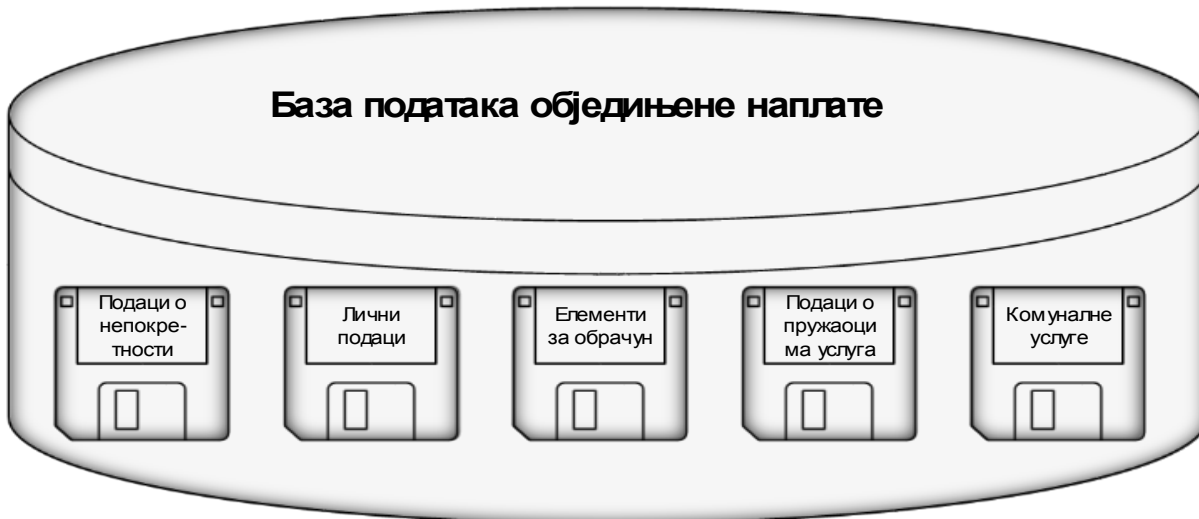 База података обједињене наплате
Подаци о
непокре-
тности
Лични
подаци
Елементи
за обрачун
Подаци о
пружаоци
ма услуга
Комуналне
услуге